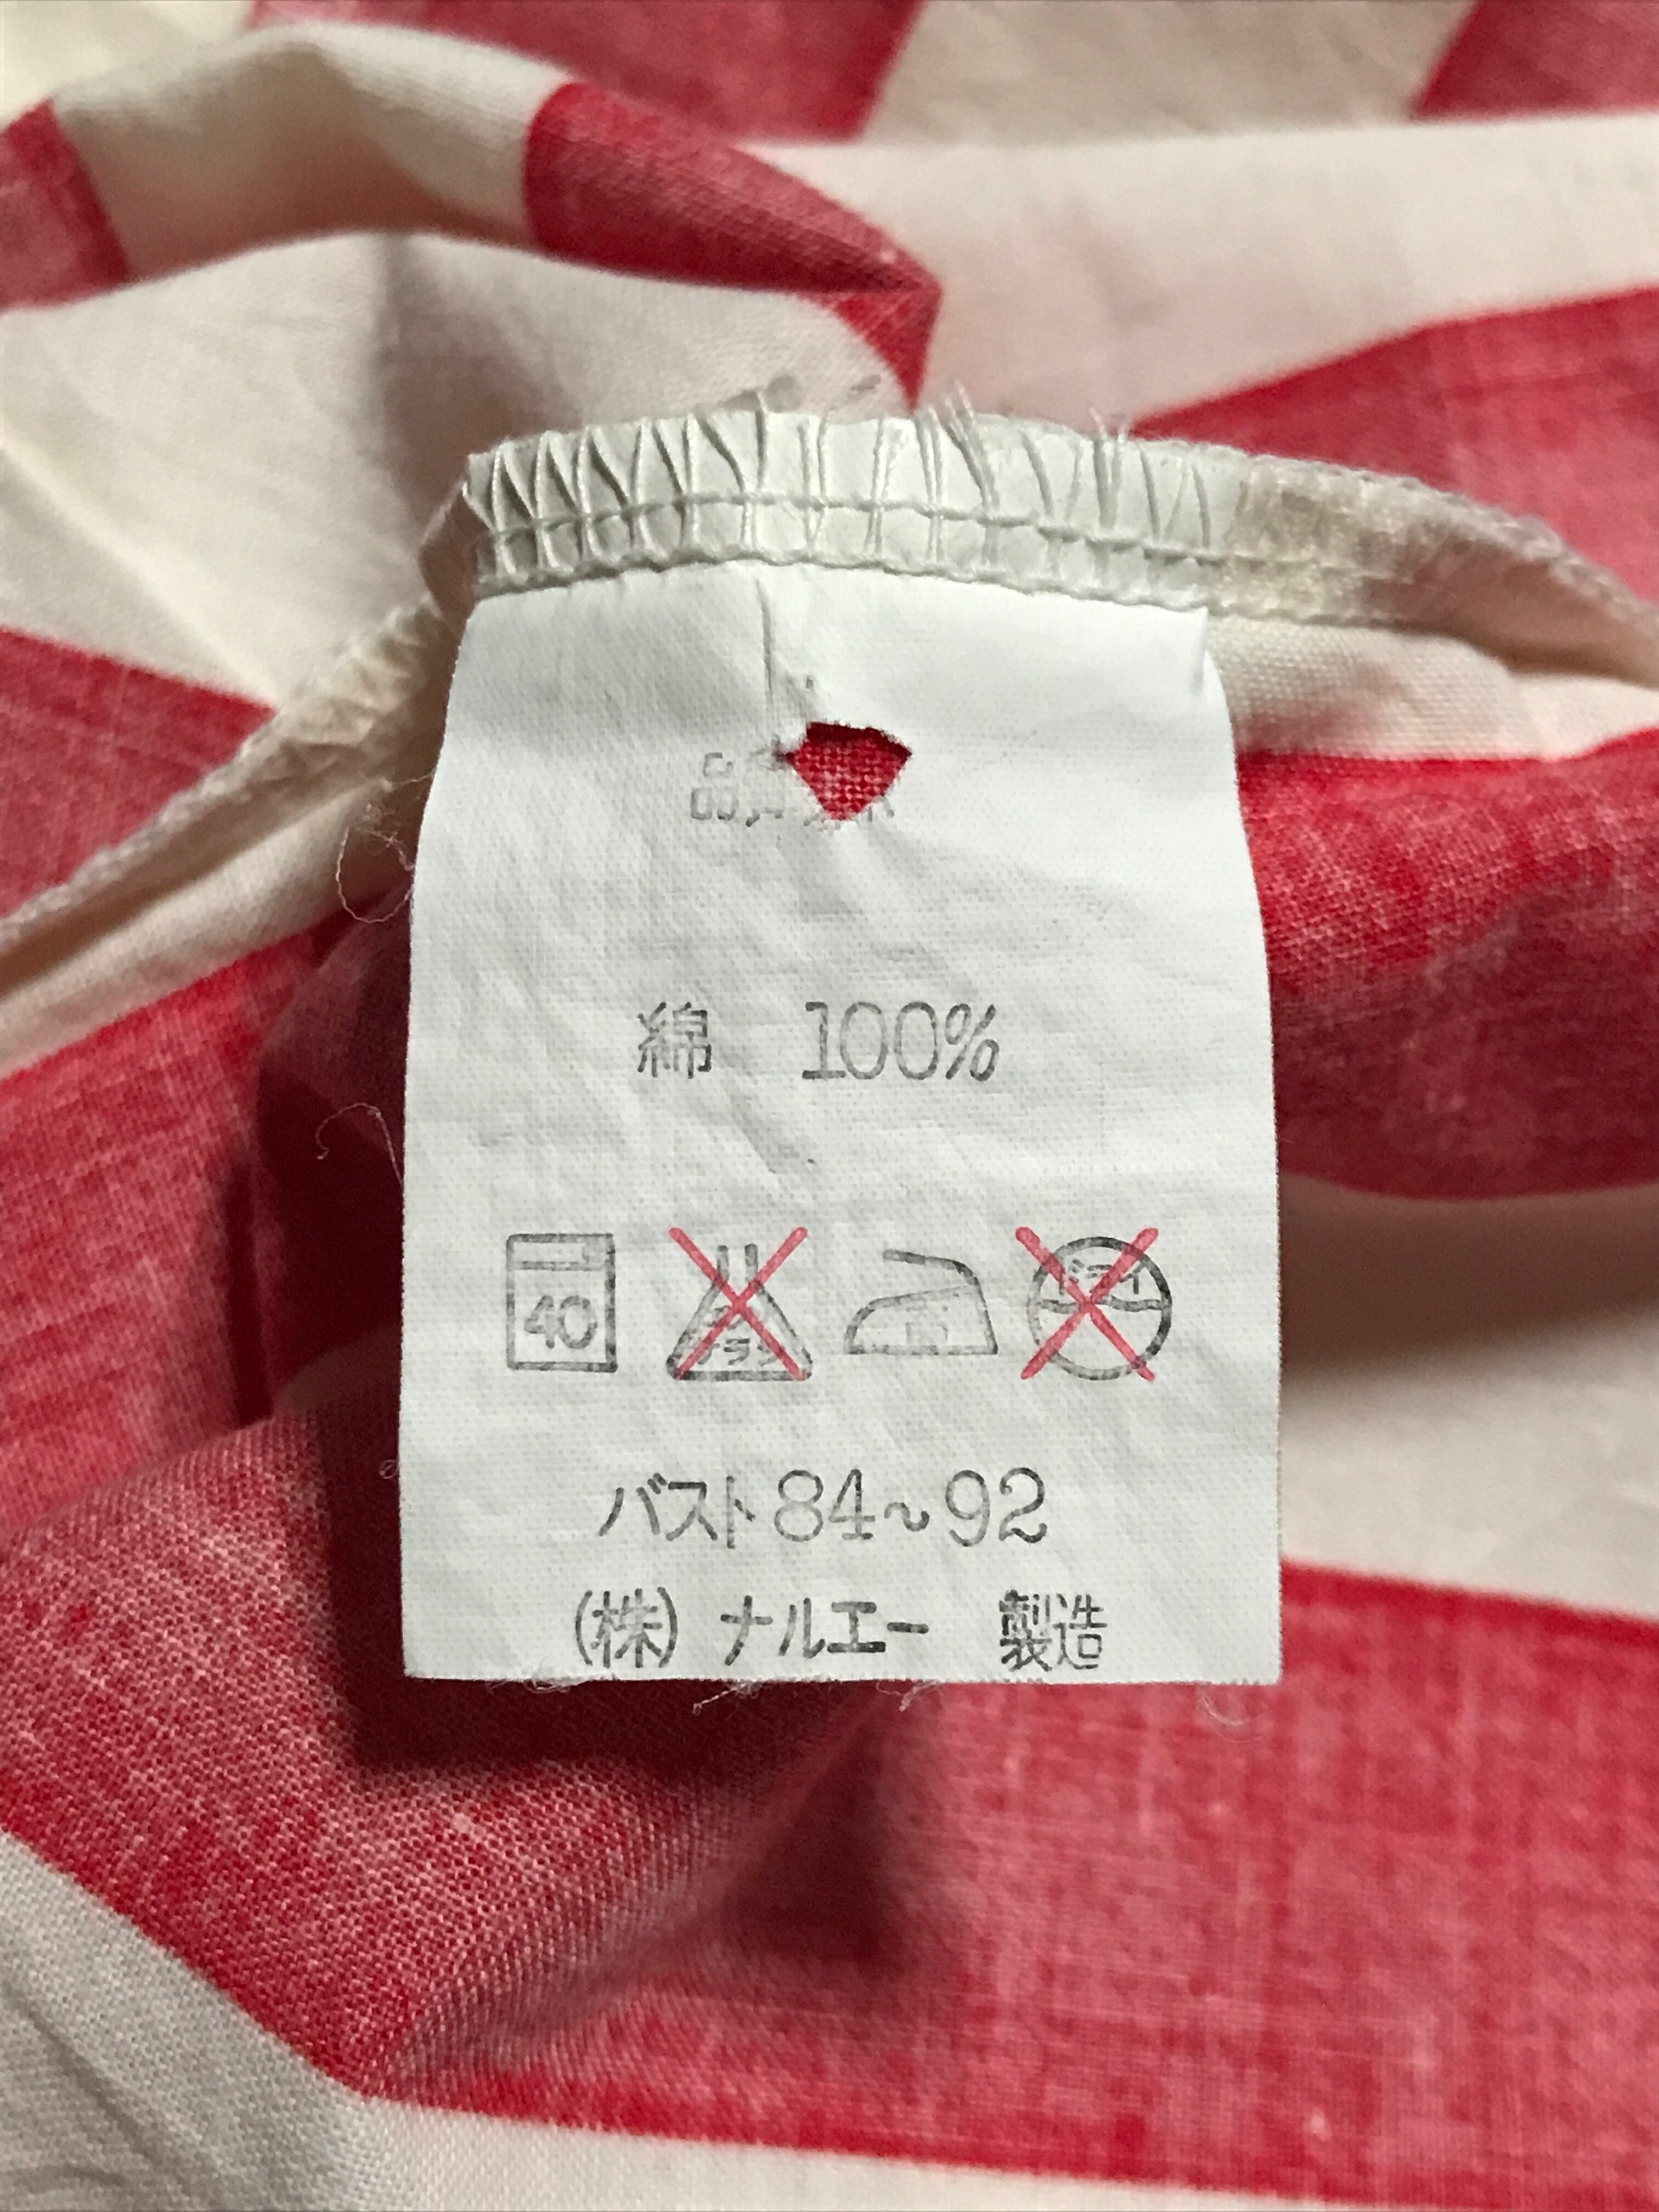 綿 100%
40
ドライ
バスト84~92
(株) ナルエー 製造